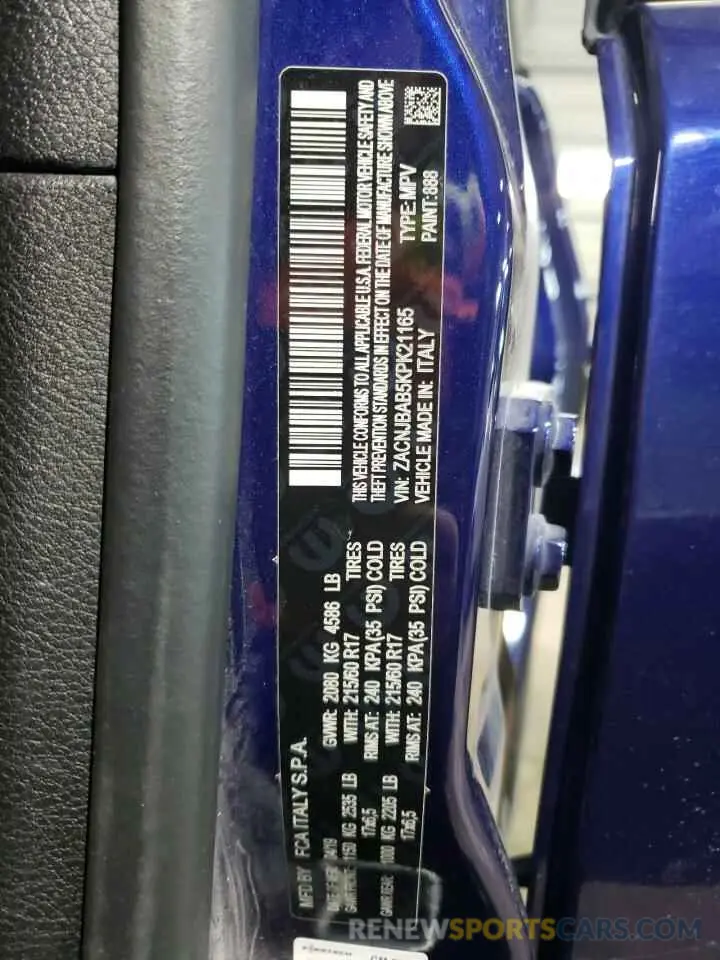 MFD BY FCA ITALY S.P.A.
GVWR: 2080 KG 4586 LB
1150 KG 2535 LB WITH: 215/60 R17 TIRES
17x6,5 RIMS AT: 240 KPA (35 PSI) COLD
KG 2205 LB WITH: 215/60 R17 TIRES
17x6,5 RIMS AT: 240 KPA (35 PSI) COLD
THIS VEHICLE CONFORMS TO ALL APPLICABLE U.S.A. FEDERAL MOTOR VEHICLE SAFETY AND
THEFT PREVENTION STANDARDS IN EFFECT ON THE DATE OF MANUFACTURE SHOWN ABOVE
VIN: ZACNJBAB5KPK21165 TYPE: MPV
VEHICLE MADE IN: ITALY PAINT: 888
RENEWSPORTSCARS.COM